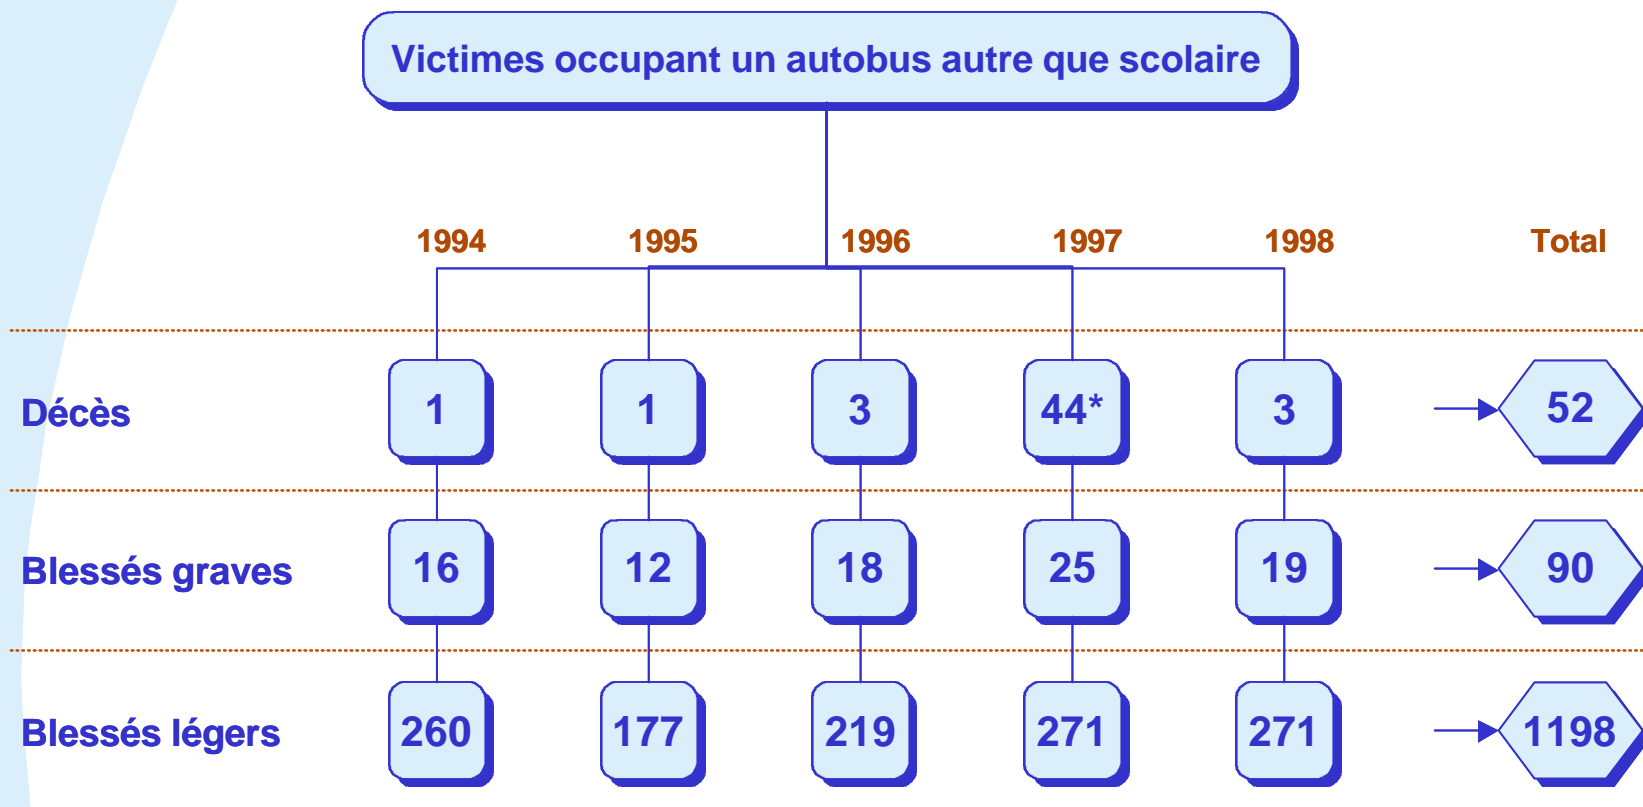 Victimes occupant un autobus autre que scolaire
1994 1995 1996 1997 1998 Total
Décès 1 1 3 44* 3 52
Blessés graves 16 12 18 25 19 90
Blessés légers 260 177 219 271 271 1198